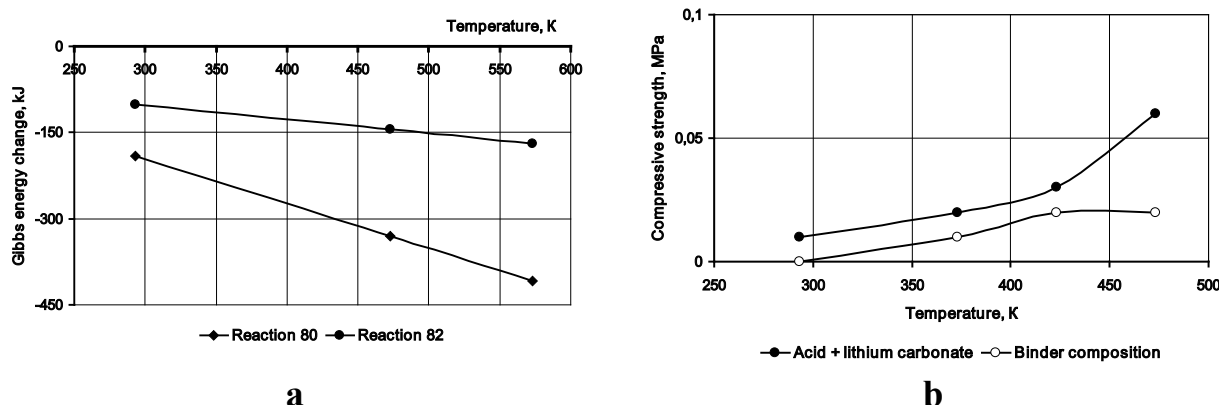 Temperature, K
0
250 300 350 400 450 500 550 600
-150
-300
-450
Gibbs energy change, kJ
Reaction 80 Reaction 82
a
0,1
0,05
0
250 300 350 400 450 500
Compressive strength, MPa
Temperature, K
Acid + lithium carbonate Binder composition
b